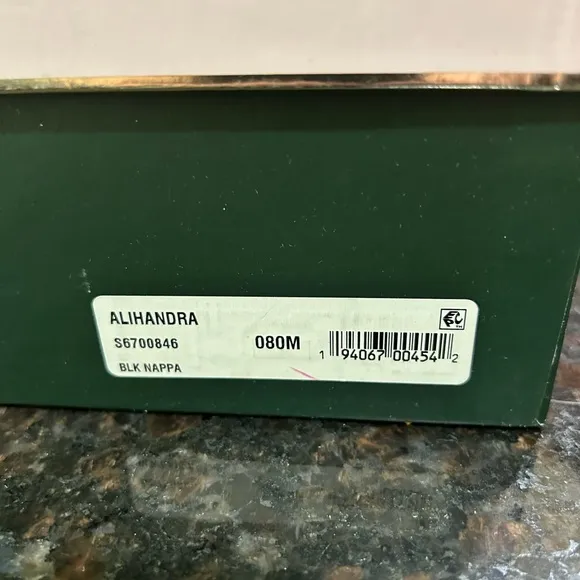 ALIHANDRA
S6700846
080M
1 94067 00454 2
BLK NAPPA